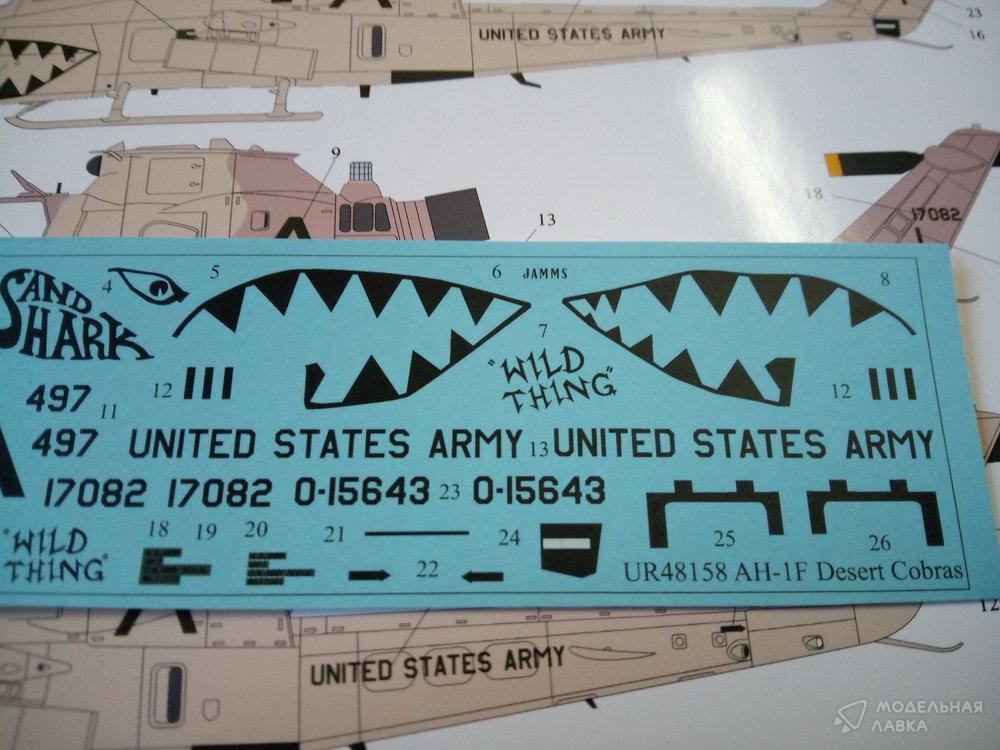 23
16
UNITED STATES ARMY
9
18
17082
13
SAND
SHARK
4
5
6
JAMMS
8
7
"WILD
THING"
497
11
12
12
497
UNITED STATES ARMY
13
UNITED STATES ARMY
17082
17082
0-15643
23
0-15643
"WILD
THING"
18
19
20
21
22
24
25
26
UR48158 AH-1F Desert Cobras
12
UNITED STATES ARMY
МОДЕЛЬНАЯ
ЛАВКА